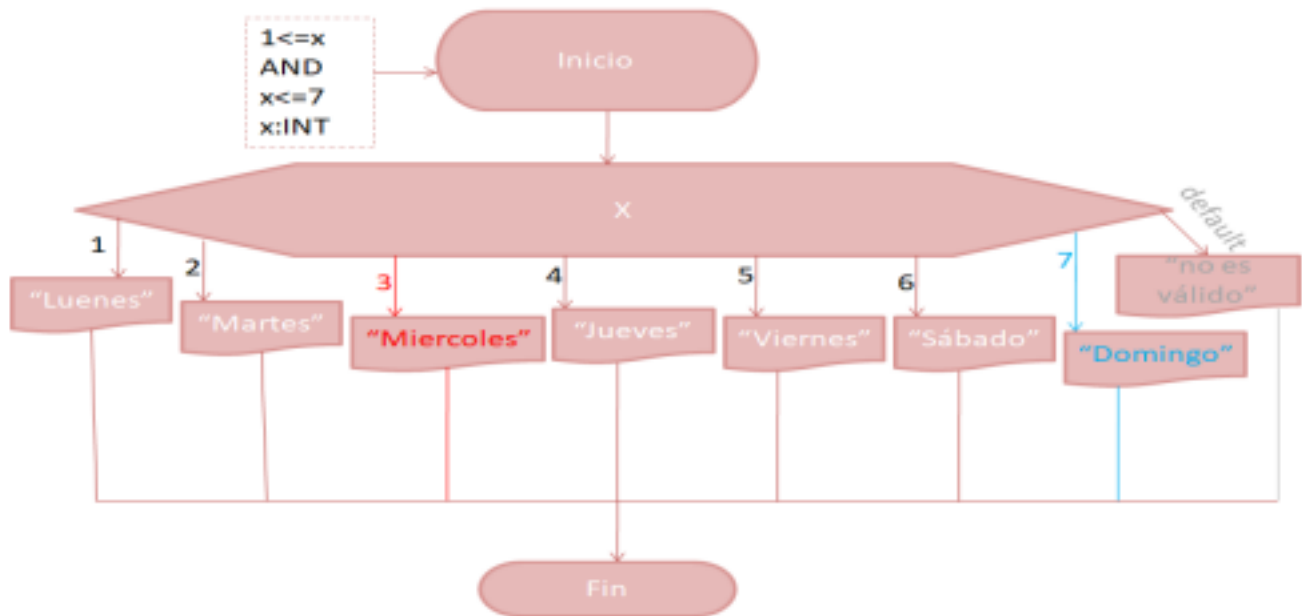 1<=x
AND
x<=7
x:INT
Inicio
X
default
1
2
3
4
5
6
7
“Luenes”
“Martes”
“Miercoles”
“Jueves”
“Viernes”
“Sábado”
“Domingo”
“no es
válido”
Fin